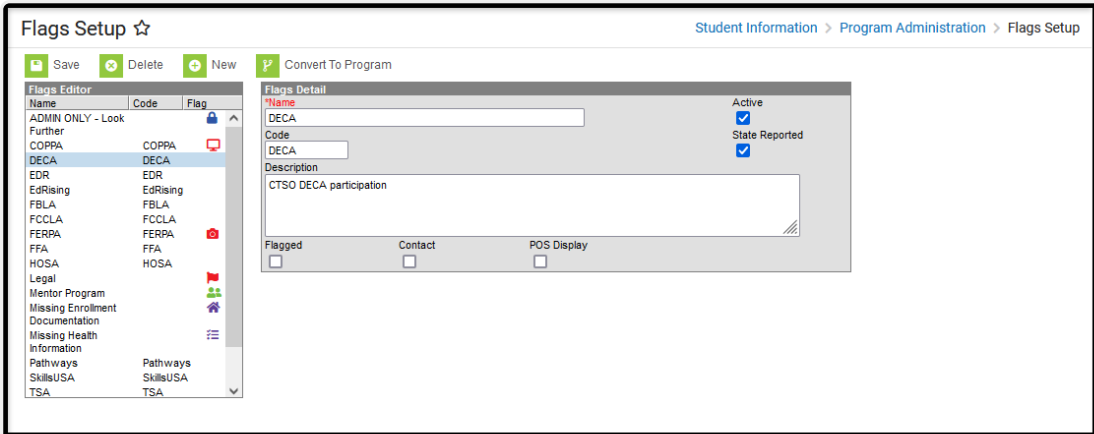 Flags Setup
Student Information > Program Administration > Flags Setup
Save Delete New Convert To Program
Flags Editor
Name Code Flag
ADMIN ONLY - Look
Further
COPPA COPPA
DECA DECA
EDR EDR
EdRising EdRising
FBLA FBLA
FCCLA FCCLA
FERPA FERPA
FFA FFA
HOSA HOSA
Legal
Mentor Program
Missing Enrollment
Documentation
Missing Health
Information
Pathways Pathways
SkillsUSA SkillsUSA
TSA TSA
Flags Detail
*Name Active
DECA
Code State Reported
DECA
Description
CTSO DECA participation
Flagged Contact POS Display